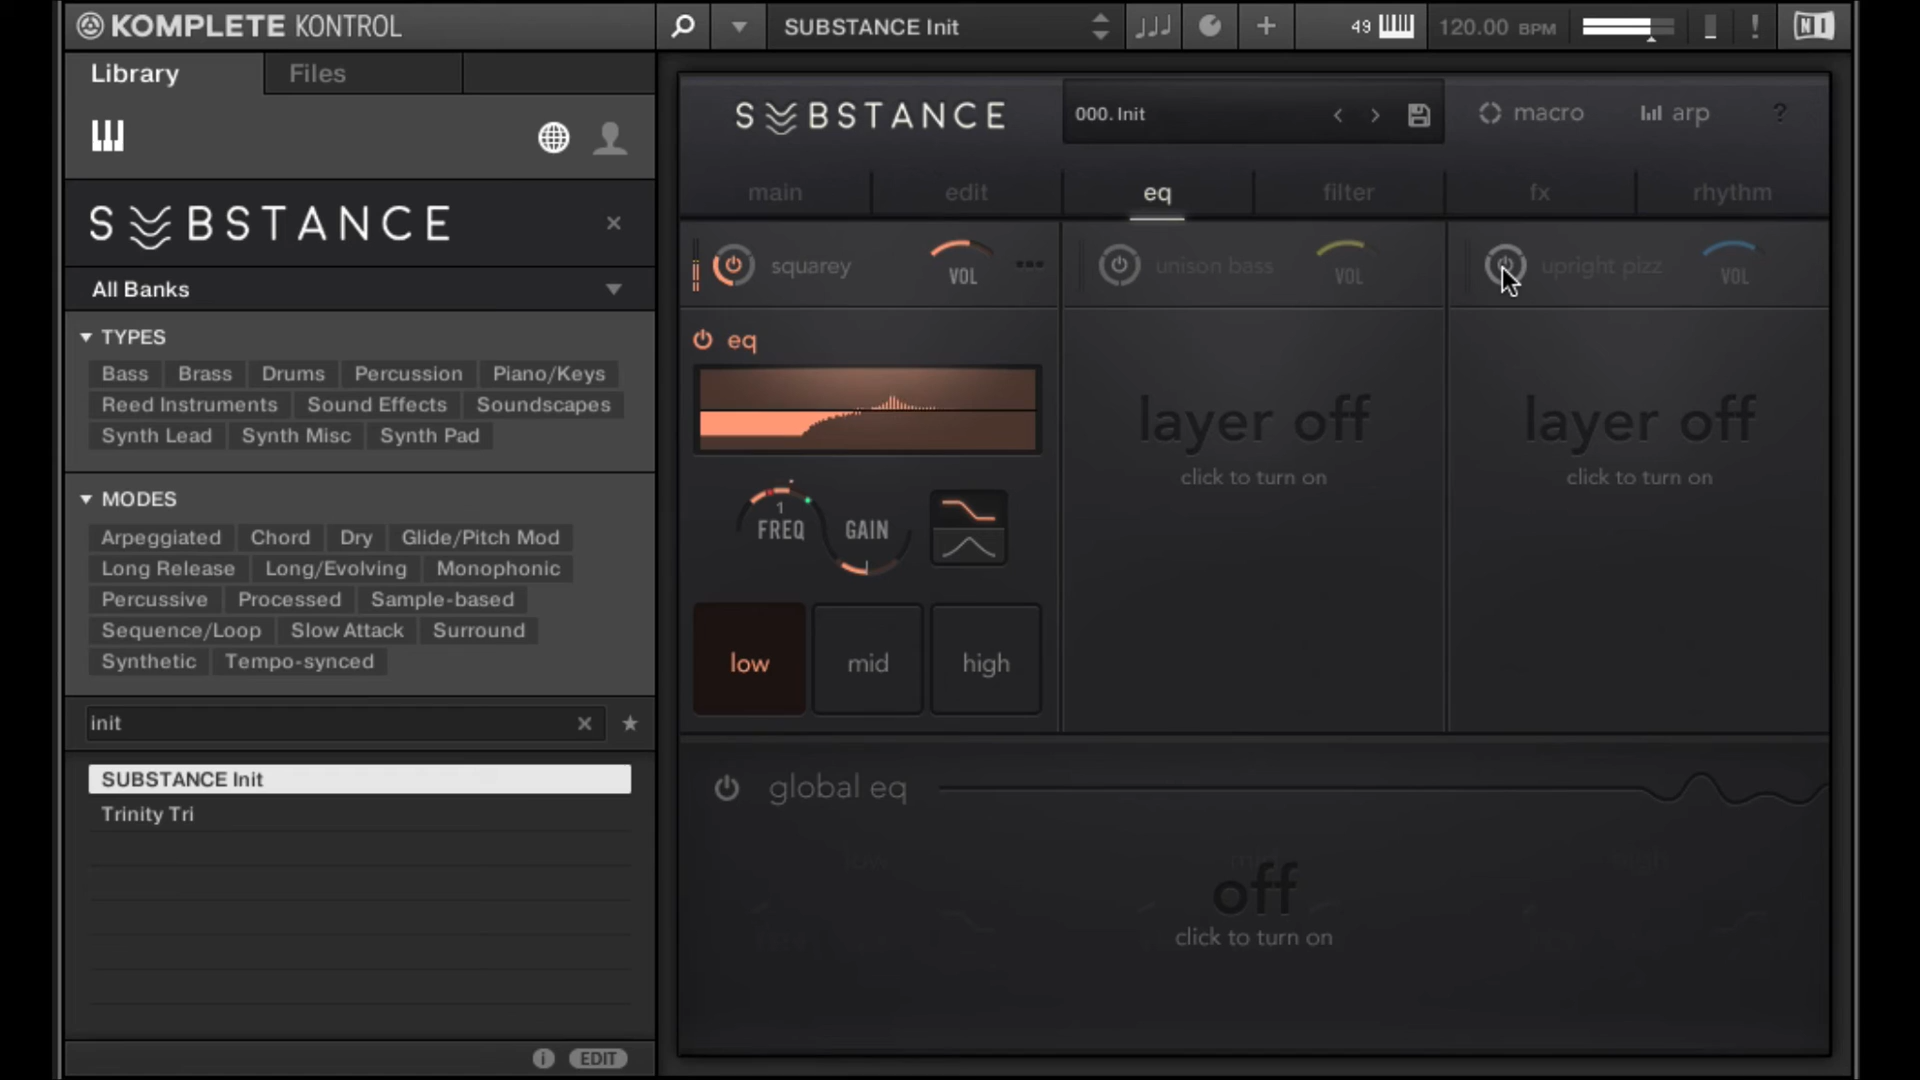 KOMPLETE KONTROL
SUBSTANCE Init
49
120.00 BPM
Library
Files
SUBSTANCE
All Banks
TYPES
Bass Brass Drums Percussion Piano/Keys
Reed Instruments Sound Effects Soundscapes
Synth Lead Synth Misc Synth Pad
MODES
Arpeggiated Chord Dry Glide/Pitch Mod
Long Release Long/Evolving Monophonic
Percussive Processed Sample-based
Sequence/Loop Slow Attack Surround
Synthetic Tempo-synced
init
SUBSTANCE Init
Trinity Tri
EDIT
SUBSTANCE
000. Init
macro
arp
?
main edit eq filter fx rhythm
squarey
VOL
unison bass
VOL
upright pizz
VOL
eq
1
FREQ
GAIN
low
mid
high
layer off
click to turn on
layer off
click to turn on
global eq
low
mid
high
off
click to turn on